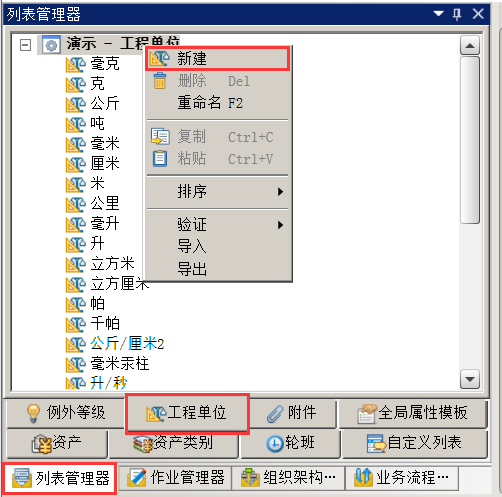 列表管理器
演示 - 工程单位
毫克
克
公斤
吨
毫米
厘米
米
公里
毫升
升
立方米
立方厘米
帕
千帕
公斤/厘米2
毫米汞柱
升/秒
新建
删除 Del
重命名 F2
复制 Ctrl+C
粘贴 Ctrl+V
排序
验证
导入
导出
例外等级 工程单位 附件 全局属性模板
资产 资产类别 轮班 自定义列表
列表管理器 作业管理器 组织架构… 业务流程…